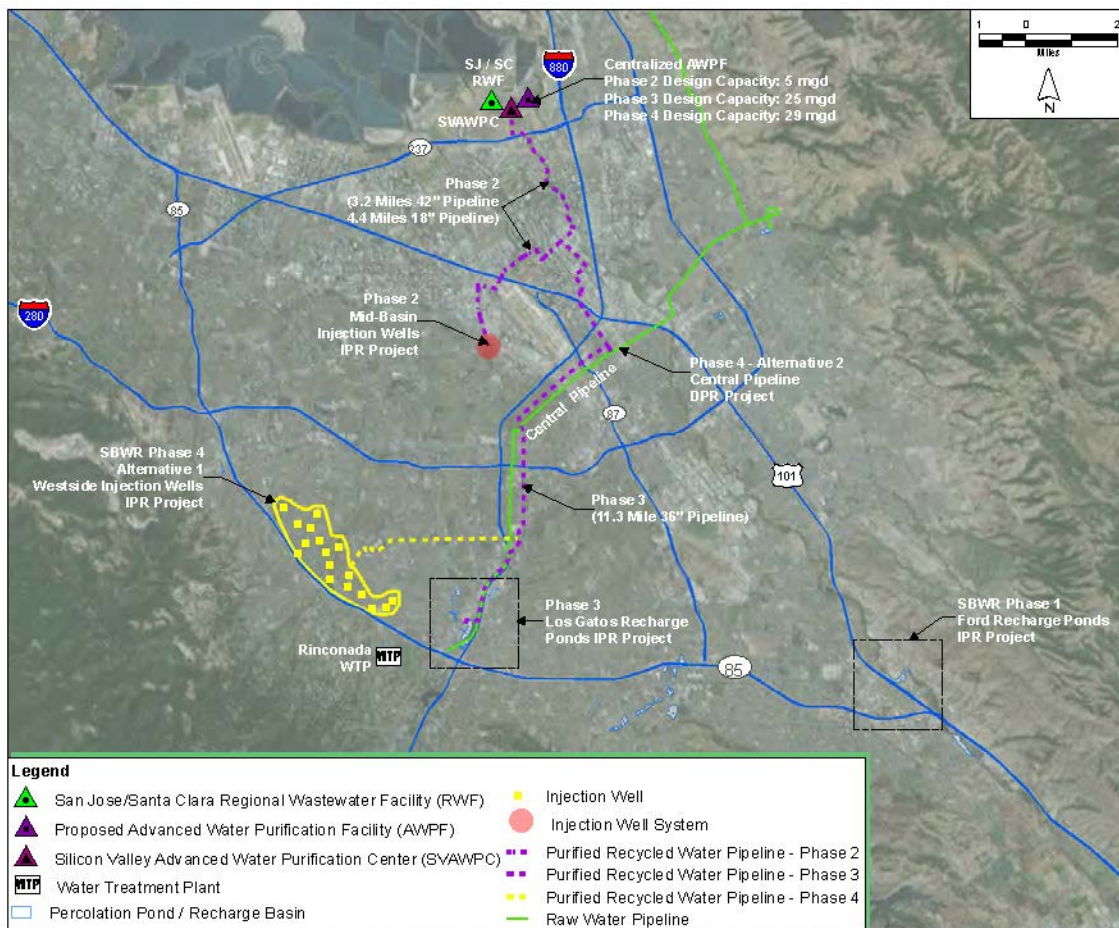 1 0 2
Miles
N
SJ / SC
RWF
SVAWPC
880
Centralized AWPF
Phase 2 Design Capacity: 5 mgd
Phase 3 Design Capacity: 25 mgd
Phase 4 Design Capacity: 29 mgd
237
85
Phase 2
(3.2 Miles 42" Pipeline
4.4 Miles 18" Pipeline)
280
Phase 2
Mid-Basin
Injection Wells
IPR Project
Phase 4 - Alternative 2
Central Pipeline
DPR Project
Central Pipeline
87
101
SBWR Phase 4
Alternative 1
Westside Injection Wells
IPR Project
Phase 3
(11.3 Mile 36" Pipeline)
Phase 3
Los Gatos Recharge
Ponds IPR Project
SBWR Phase 1
Ford Recharge Ponds
IPR Project
Rinconada
WTP
WTP
85
Legend
San Jose/Santa Clara Regional Wastewater Facility (RWF)
Proposed Advanced Water Purification Facility (AWPF)
Silicon Valley Advanced Water Purification Center (SVAWPC)
WTP Water Treatment Plant
Percolation Pond / Recharge Basin
Injection Well
Injection Well System
Purified Recycled Water Pipeline - Phase 2
Purified Recycled Water Pipeline - Phase 3
Purified Recycled Water Pipeline - Phase 4
Raw Water Pipeline